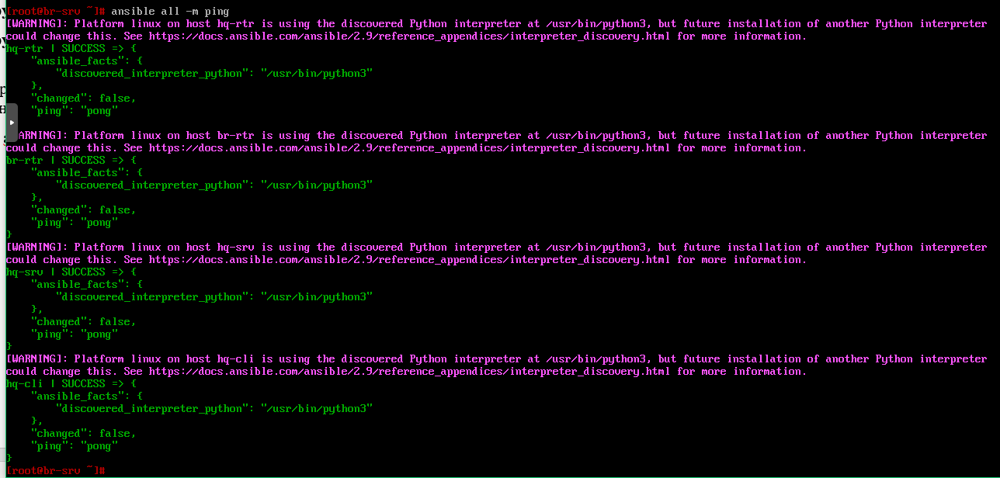 [root@br-srv ~]# ansible all -m ping
[WARNING]: Platform linux on host hq-rtr is using the discovered Python interpreter at /usr/bin/python3, but future installation of another Python interpreter
could change this. See https://docs.ansible.com/ansible/2.9/reference_appendices/interpreter_discovery.html for more information.
hq-rtr | SUCCESS => {
    "ansible_facts": {
        "discovered_interpreter_python": "/usr/bin/python3"
    },
    "changed": false,
    "ping": "pong"
ARNING]: Platform linux on host br-rtr is using the discovered Python interpreter at /usr/bin/python3, but future installation of another Python interpreter
could change this. See https://docs.ansible.com/ansible/2.9/reference_appendices/interpreter_discovery.html for more information.
br-rtr | SUCCESS => {
    "ansible_facts": {
        "discovered_interpreter_python": "/usr/bin/python3"
    },
    "changed": false,
    "ping": "pong"
}
[WARNING]: Platform linux on host hq-srv is using the discovered Python interpreter at /usr/bin/python3, but future installation of another Python interpreter
could change this. See https://docs.ansible.com/ansible/2.9/reference_appendices/interpreter_discovery.html for more information.
hq-srv | SUCCESS => {
    "ansible_facts": {
        "discovered_interpreter_python": "/usr/bin/python3"
    },
    "changed": false,
    "ping": "pong"
}
[WARNING]: Platform linux on host hq-cli is using the discovered Python interpreter at /usr/bin/python3, but future installation of another Python interpreter
could change this. See https://docs.ansible.com/ansible/2.9/reference_appendices/interpreter_discovery.html for more information.
hq-cli | SUCCESS => {
    "ansible_facts": {
        "discovered_interpreter_python": "/usr/bin/python3"
    },
    "changed": false,
    "ping": "pong"
}
[root@br-srv ~]#